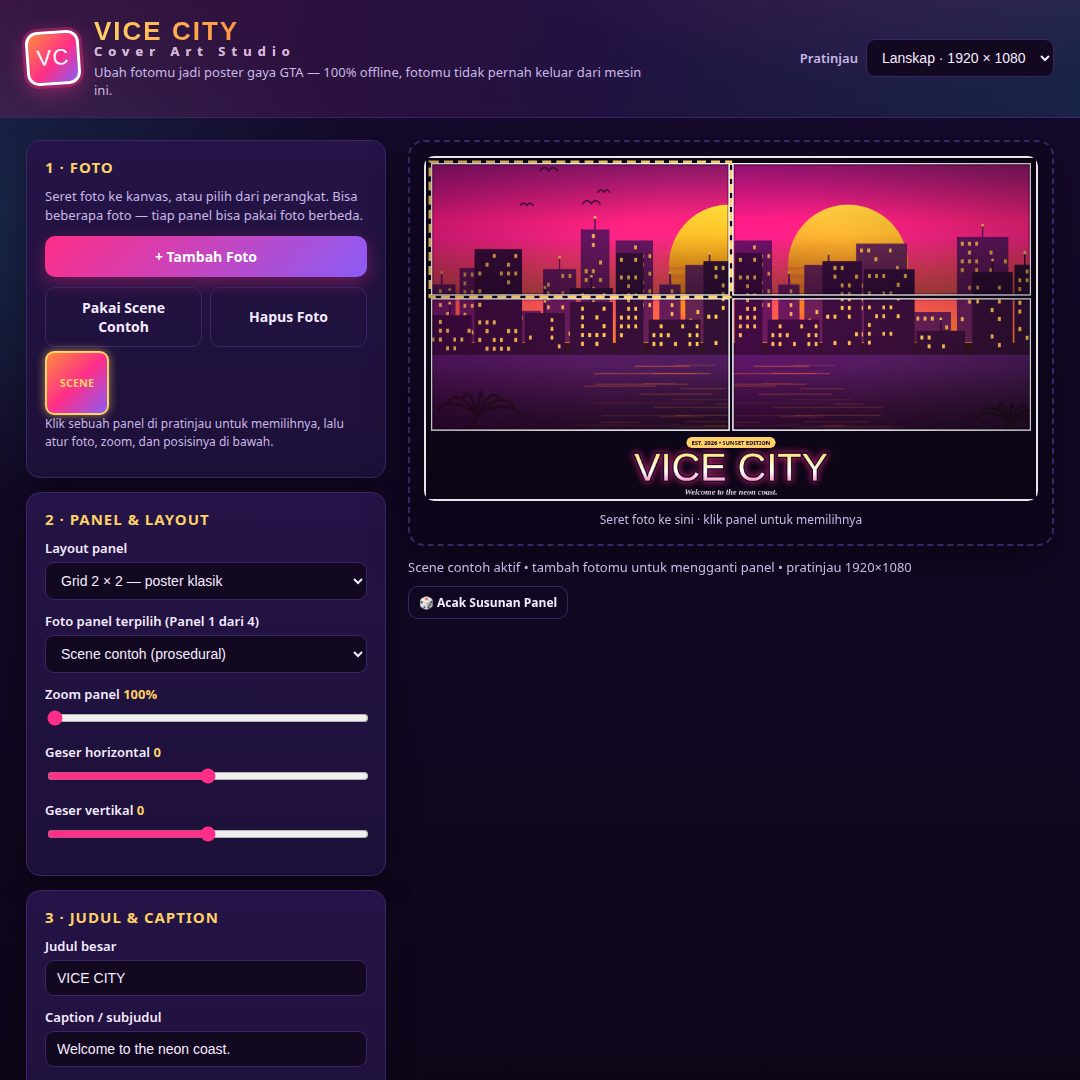 VC
VICE CITY
Cover Art Studio
Ubah fotomu jadi poster gaya GTA — 100% offline, fotomu tidak pernah keluar dari mesin
ini.
Pratinjau
Lanskap · 1920 × 1080
1 · FOTO
Seret foto ke kanvas, atau pilih dari perangkat. Bisa
beberapa foto — tiap panel bisa pakai foto berbeda.
+ Tambah Foto
Pakai Scene
Contoh
Hapus Foto
SCENE
Klik sebuah panel di pratinjau untuk memilihnya, lalu
atur foto, zoom, dan posisinya di bawah.
2 · PANEL & LAYOUT
Layout panel
Grid 2 × 2 — poster klasik
Foto panel terpilih (Panel 1 dari 4)
Scene contoh (prosedural)
Zoom panel 100%
Geser horizontal 0
Geser vertikal 0
3 · JUDUL & CAPTION
Judul besar
VICE CITY
Caption / subjudul
Welcome to the neon coast.
EST. 2026 • SUNSET EDITION
VICE CITY
Welcome to the neon coast.
Seret foto ke sini · klik panel untuk memilihnya
Scene contoh aktif • tambah fotomu untuk mengganti panel • pratinjau 1920×1080
🎲 Acak Susunan Panel